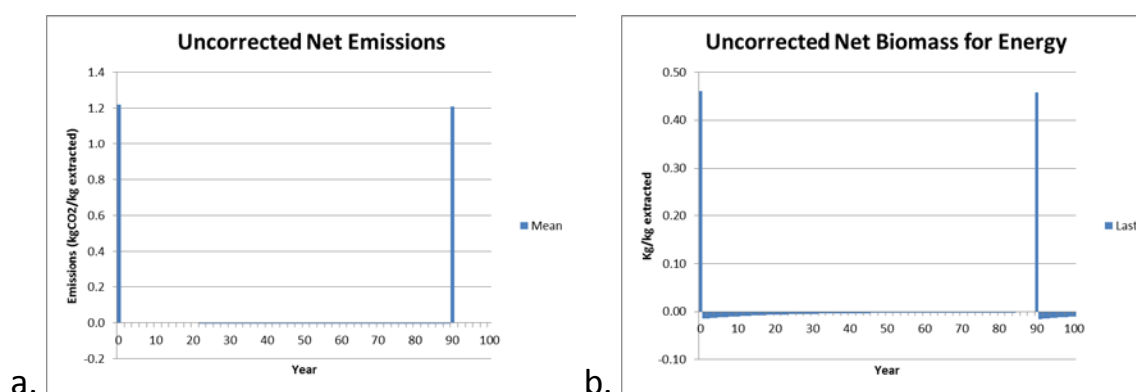 Uncorrected Net Emissions
1.4
1.2
1.0
0.8
0.6
0.4
0.2
0.0
-0.2
Emissions (kgCO2/kg extracted)
0 10 20 30 40 50 60 70 80 90 100
Year
Mean
a.
Uncorrected Net Biomass for Energy
0.50
0.40
0.30
0.20
0.10
0.00
-0.10
Kg/kg extracted
0 10 20 30 40 50 60 70 80 90 100
Year
Last
b.